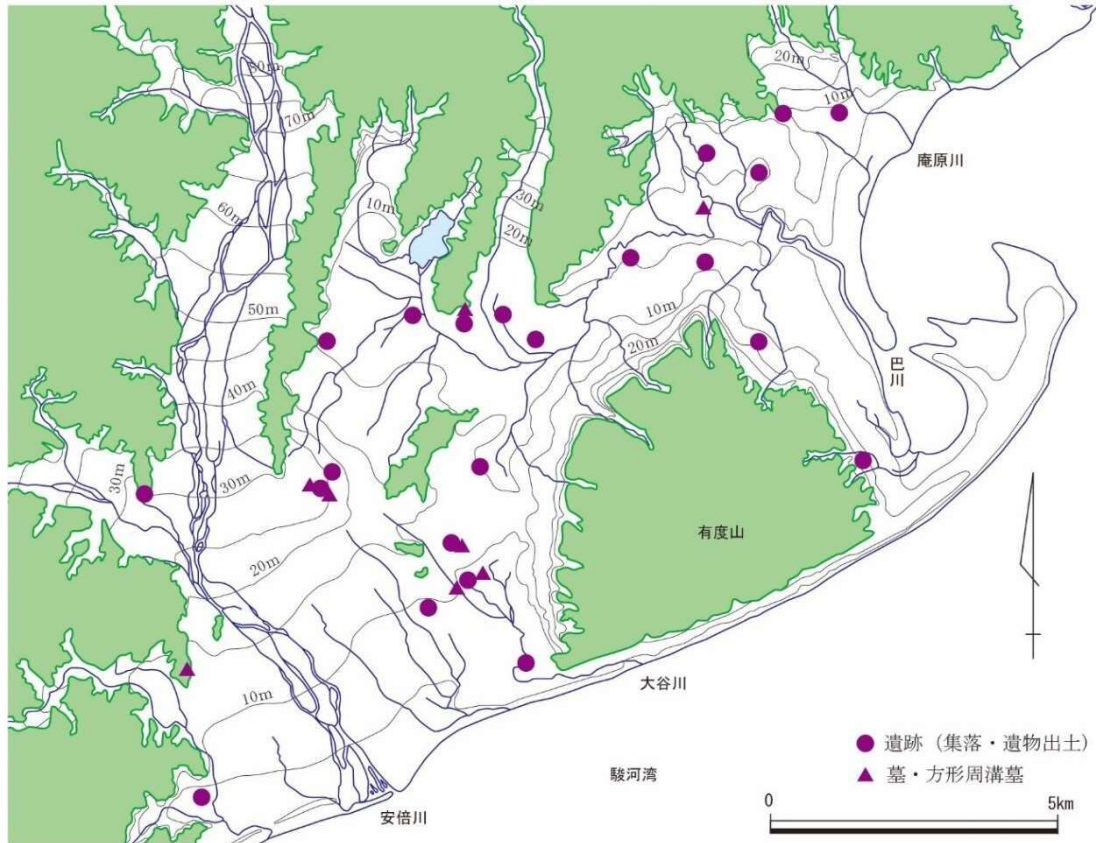 20m
10m
80m
70m
庵原川
30m
20m
10m
60m
50m
10m
20m
巴川
40m
30m
30m
有度山
20m
大谷川
10m
● 遺跡（集落・遺物出土）
▲ 墓・方形周溝墓
駿河湾
0 5km
安倍川